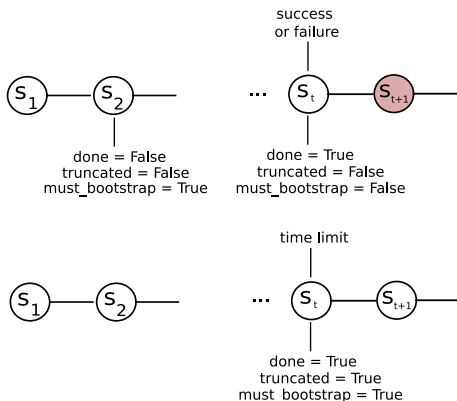 success
or failure
S1
S2
...
St
St+1
done = False
truncated = False
must_bootstrap = True
done = True
truncated = False
must_bootstrap = False
time limit
S1
S2
...
St
St+1
done = True
truncated = True
must_bootstrap = True